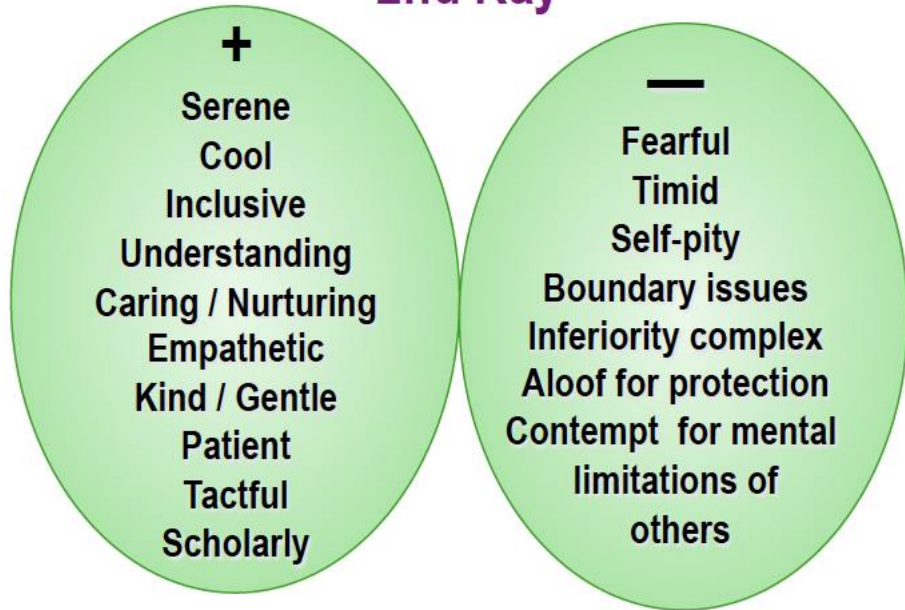 2nd Ray
+
Serene
Cool
Inclusive
Understanding
Caring / Nurturing
Empathetic
Kind / Gentle
Patient
Tactful
Scholarly
—
Fearful
Timid
Self-pity
Boundary issues
Inferiority complex
Aloof for protection
Contempt for mental
limitations of
others